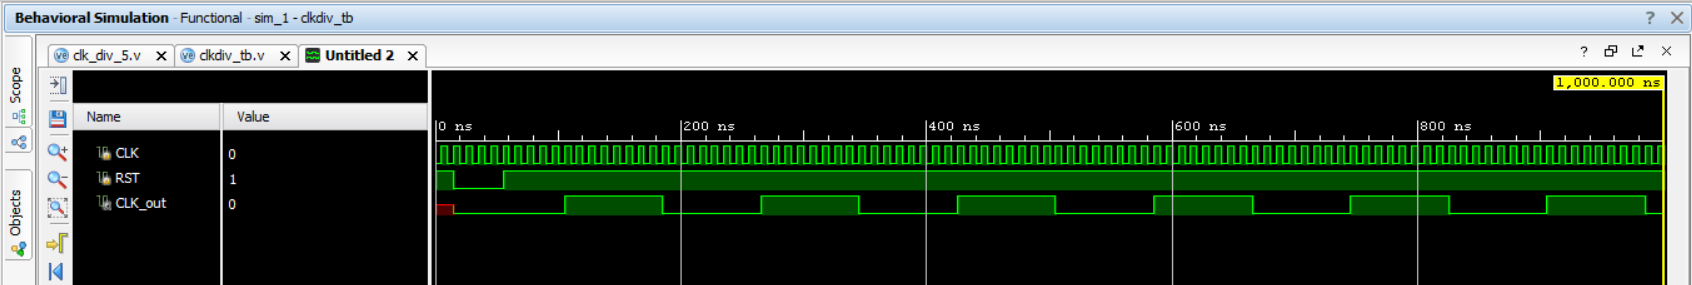 Behavioral Simulation - Functional - sim_1 - clkdiv_tb ? ×
clk_div_5.v × clkdiv_tb.v × Untitled 2 × ? ×
Scope
Objects
1,000.000 ns
Name Value
0 ns 200 ns 400 ns 600 ns 800 ns
CLK 0
RST 1
CLK_out 0